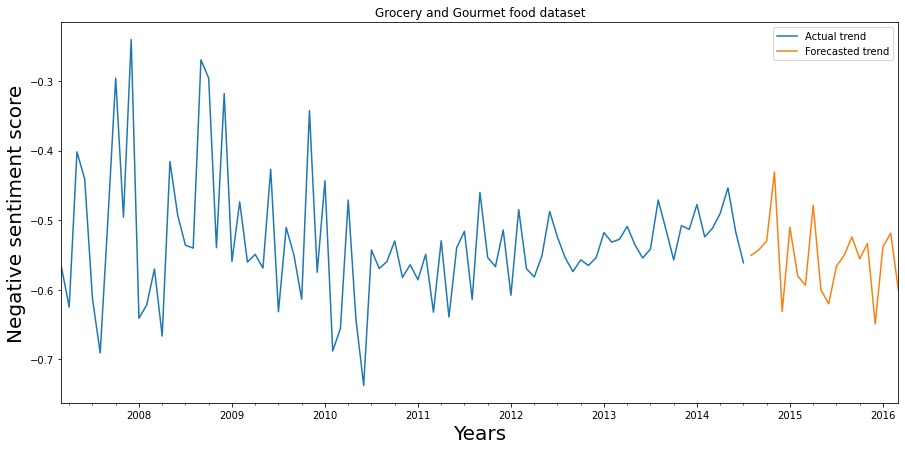 Grocery and Gourmet food dataset
Actual trend
Forecasted trend
Negative sentiment score
−0.3
−0.4
−0.5
−0.6
−0.7
2008 2009 2010 2011 2012 2013 2014 2015 2016
Years